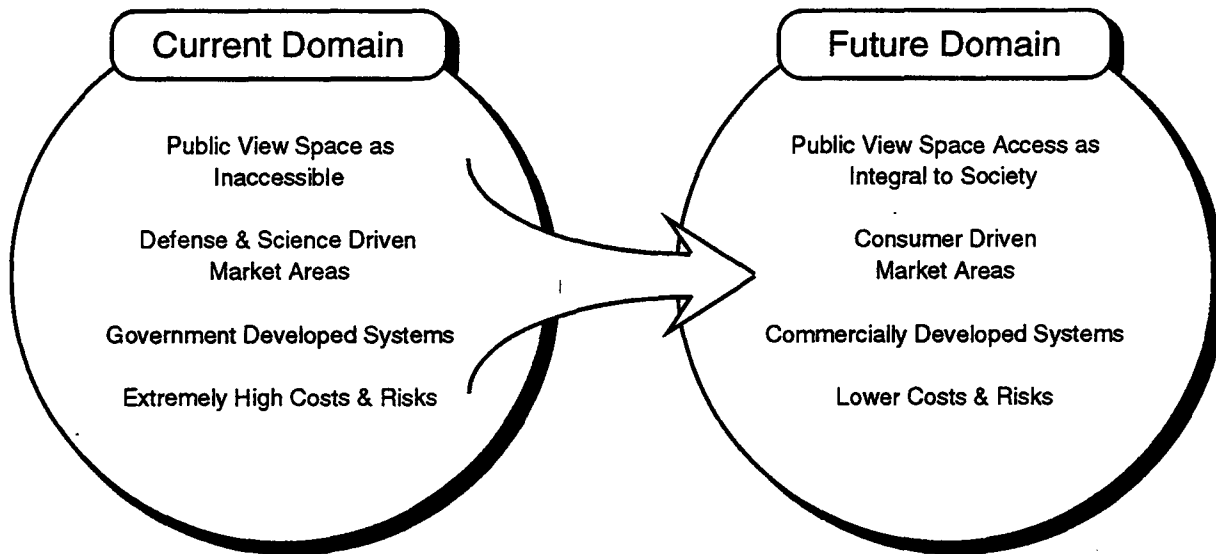 Current Domain
Public View Space as
Inaccessible
Defense & Science Driven
Market Areas
Government Developed Systems
Extremely High Costs & Risks
Future Domain
Public View Space Access as
Integral to Society
Consumer Driven
Market Areas
Commercially Developed Systems
Lower Costs & Risks